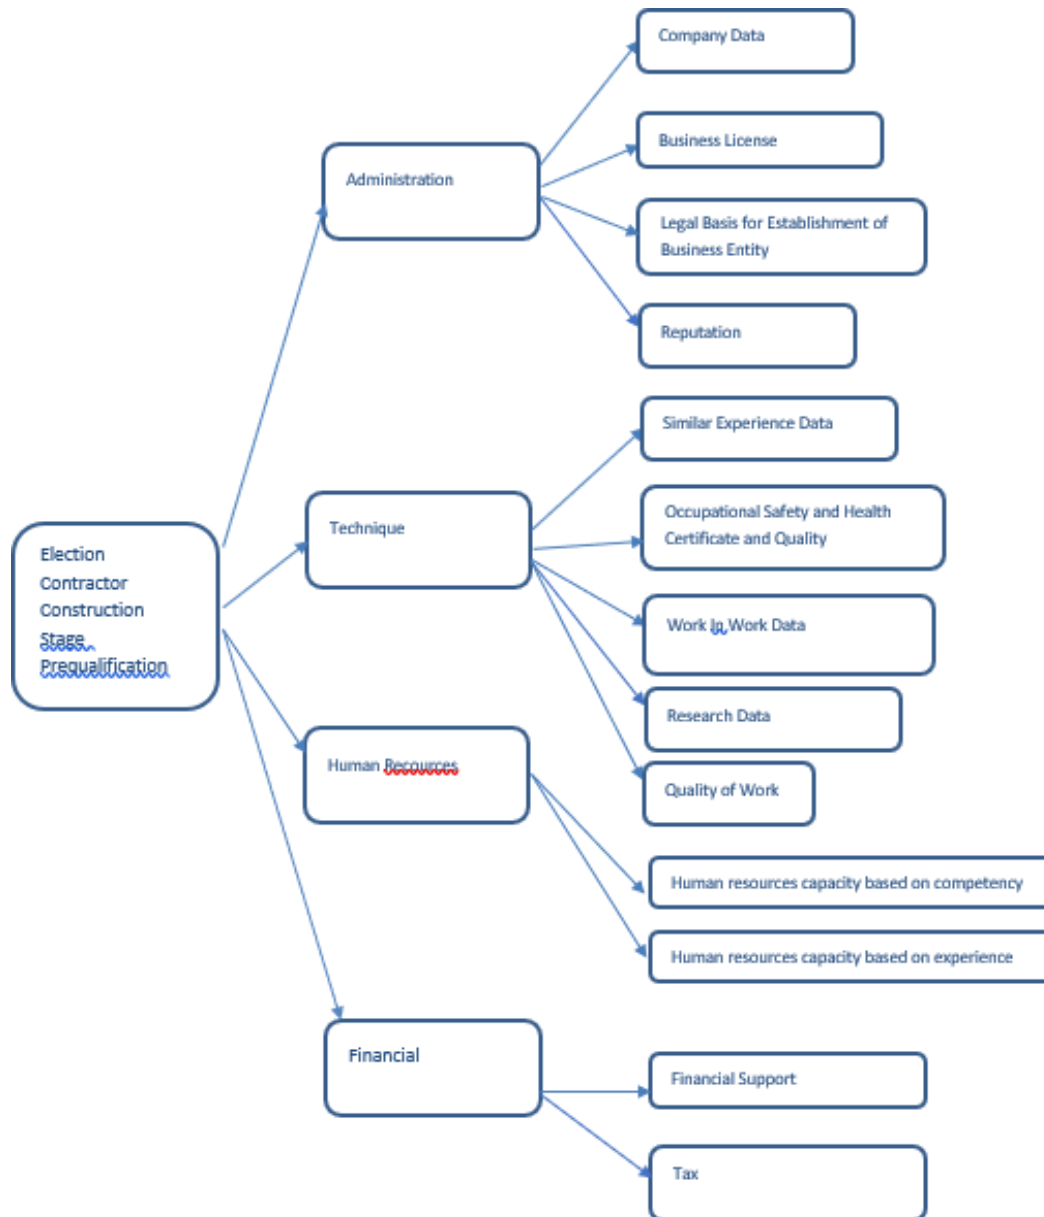 Company Data
Business License
Administration
Legal Basis for Establishment of
Business Entity
Reputation
Similar Experience Data
Technique
Occupational Safety and Health
Certificate and Quality
Election
Contractor
Construction
Stage
Prequalification
Work In Work Data
Research Data
Human Recources
Quality of Work
Human resources capacity based on competency
Human resources capacity based on experience
Financial
Financial Support
Tax